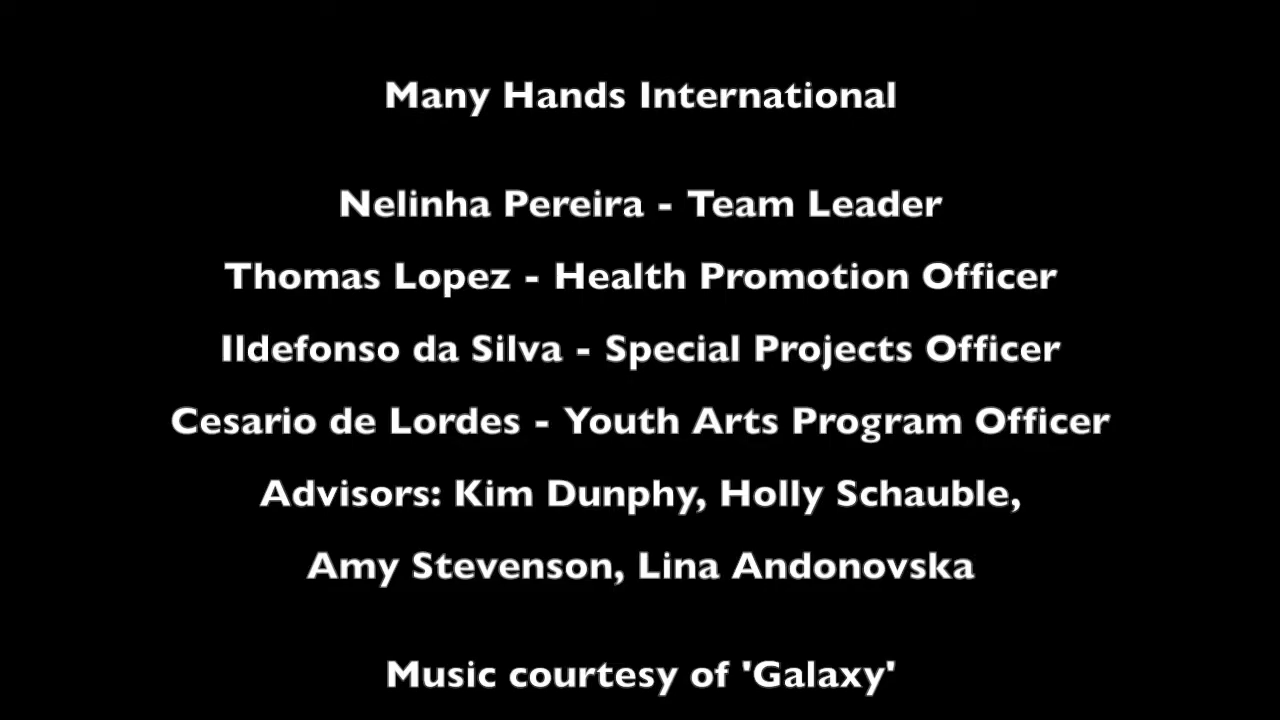 Many Hands International
Nelinha Pereira - Team Leader
Thomas Lopez - Health Promotion Officer
Ildefonso da Silva - Special Projects Officer
Cesario de Lordes - Youth Arts Program Officer
Advisors: Kim Dunphy, Holly Schauble,
Amy Stevenson, Lina Andonovska
Music courtesy of 'Galaxy'